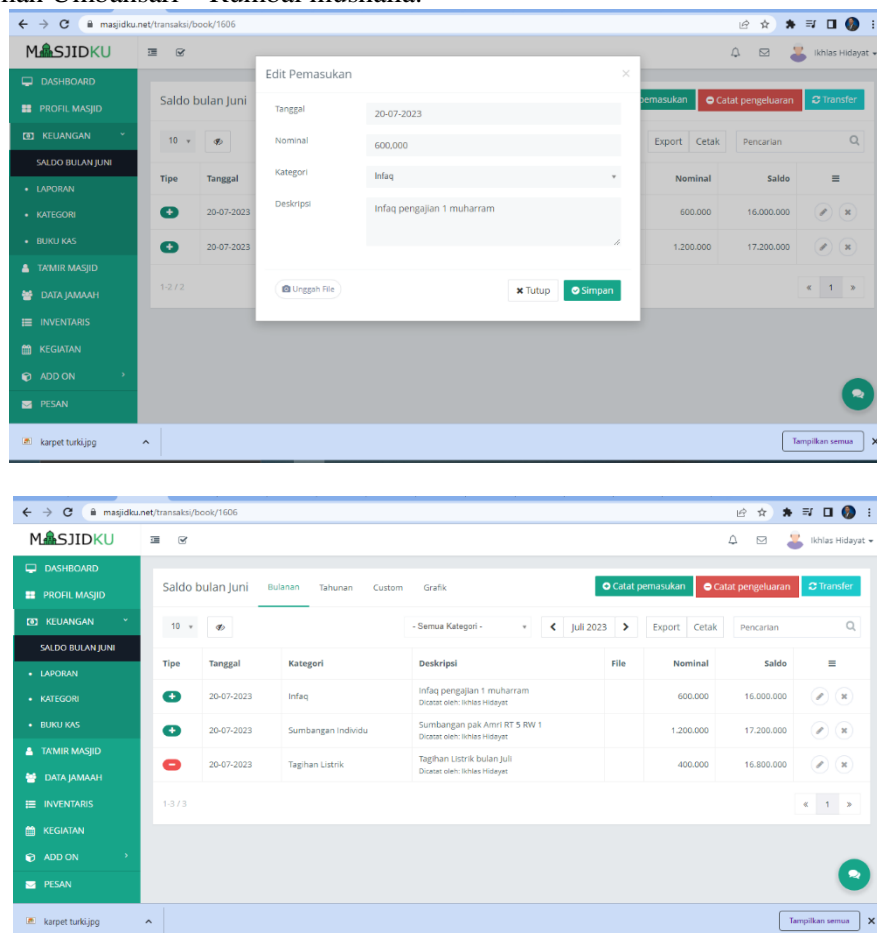 masjidku.net/transaksi/book/1606
MASJIDKU
Ikhlas Hidayat
DASHBOARD
PROFIL MASJID
KEUANGAN
SALDO BULAN JUNI
LAPORAN
KATEGORI
BUKU KAS
TA'MIR MASJID
DATA JAMAAH
INVENTARIS
KEGIATAN
ADD ON
PESAN
Saldo bulan Juni
pemasukan Catat pengeluaran Transfer
10 Export Cetak Pencarian
Tipe Tanggal Nominal Saldo
20-07-2023 600.000 16.000.000
20-07-2023 1.200.000 17.200.000
1-2 / 2 « 1 »
Edit Pemasukan ×
Tanggal 20-07-2023
Nominal 600,000
Kategori Infaq
Deskripsi Infaq pengajian 1 muharram
Unggah File Tutup Simpan
karpet turki.jpg Tampilkan semua
masjidku.net/transaksi/book/1606
MASJIDKU
Ikhlas Hidayat
DASHBOARD
PROFIL MASJID
KEUANGAN
SALDO BULAN JUNI
LAPORAN
KATEGORI
BUKU KAS
TA'MIR MASJID
DATA JAMAAH
INVENTARIS
KEGIATAN
ADD ON
PESAN
Saldo bulan Juni Bulanan Tahunan Custom Grafik Catat pemasukan Catat pengeluaran Transfer
10 - Semua Kategori - Juli 2023 Export Cetak Pencarian
Tipe Tanggal Kategori Deskripsi File Nominal Saldo
20-07-2023 Infaq Infaq pengajian 1 muharram 600.000 16.000.000
Dicatat oleh: Ikhlas Hidayat
20-07-2023 Sumbangan Individu Sumbangan pak Amri RT 5 RW 1 1.200.000 17.200.000
Dicatat oleh: Ikhlas Hidayat
20-07-2023 Tagihan Listrik Tagihan Listrik bulan Juli 400.000 16.800.000
Dicatat oleh: Ikhlas Hidayat
1-3 / 3 « 1 »
karpet turki.jpg Tampilkan semua